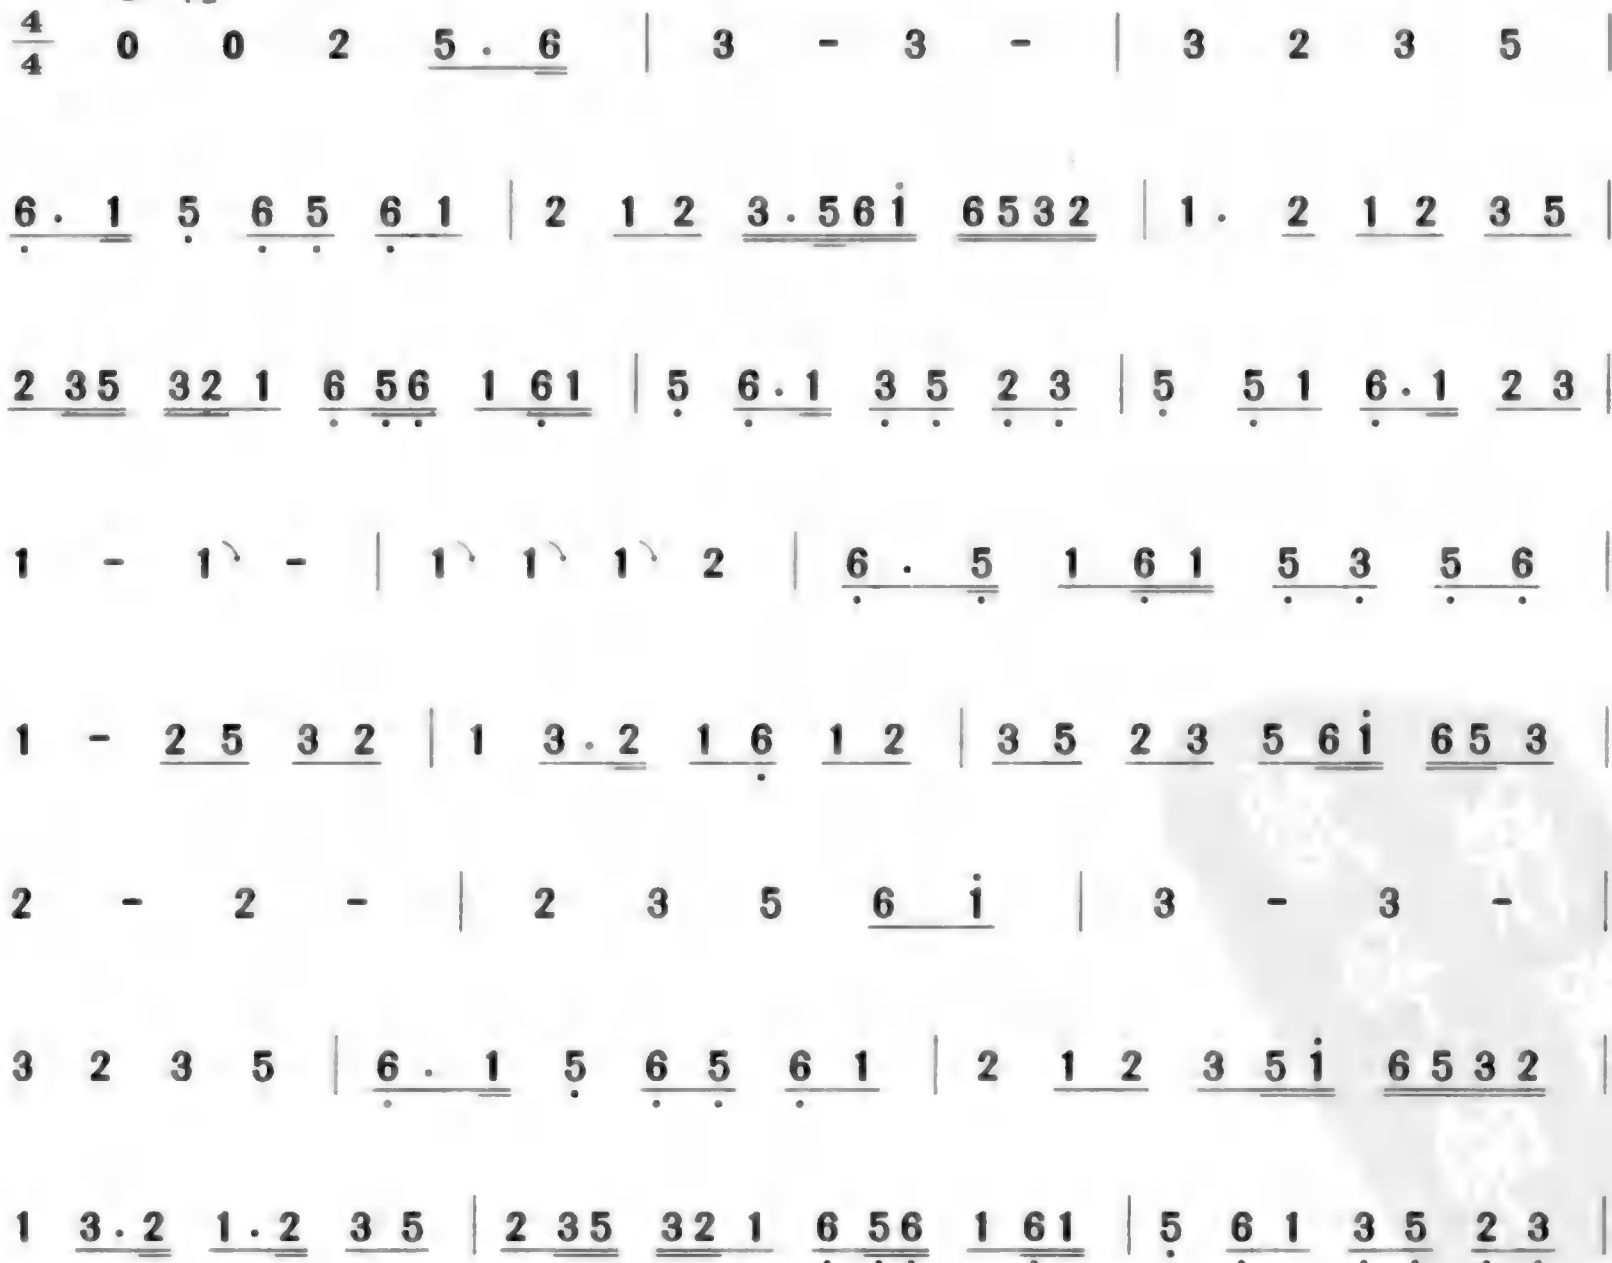 4/4 0 0 2 5 . 6 | 3 - 3 - | 3 2 3 5 |
6̣ . 1 5̣ 6̣ 5̣ 6̣ 1 | 2 1 2 3 . 5 6 i̇ 6 5 3 2 | 1 . 2 1 2 3 5 |
2 3 5 3 2 1 6̣ 5̣ 6̣ 1 6̣ 1 | 5̣ 6̣ . 1 3̣ 5̣ 2̣ 3̣ | 5̣ 5̣ 1 6̣ . 1 2 3 |
1 - 1 - | 1 1 1 2 | 6̣ . 5̣ 1 6̣ 1 5̣ 3̣ 5̣ 6̣ |
1 - 2 5 3 2 | 1 3 . 2 1 6̣ 1 2 | 3 5 2 3 5 6 i̇ 6 5 3 |
2 - 2 - | 2 3 5 6 i̇ | 3 - 3 - |
3 2 3 5 | 6̣ . 1 5̣ 6̣ 5̣ 6̣ 1 | 2 1 2 3 5 i̇ 6 5 3 2 |
1 3 . 2 1 . 2 3 5 | 2 3 5 3 2 1 6̣ 5̣ 6̣ 1 6̣ 1 | 5̣ 6̣ 1 3̣ 5̣ 2̣ 3̣ |